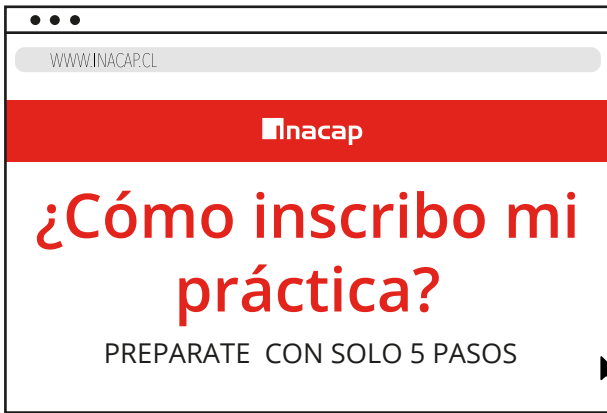 WWW.INACAP.CL
Inacap
¿Cómo inscribo mi
práctica?
PREPARATE CON SOLO 5 PASOS